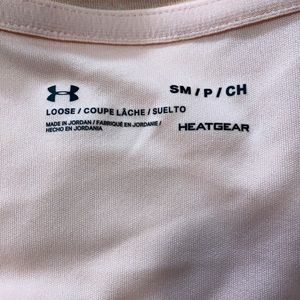 SM / P / CH
LOOSE / COUPE LÂCHE / SUELTO
MADE IN JORDAN / FABRIQUÉ EN JORDANIE /
HECHO EN JORDANIA
HEATGEAR